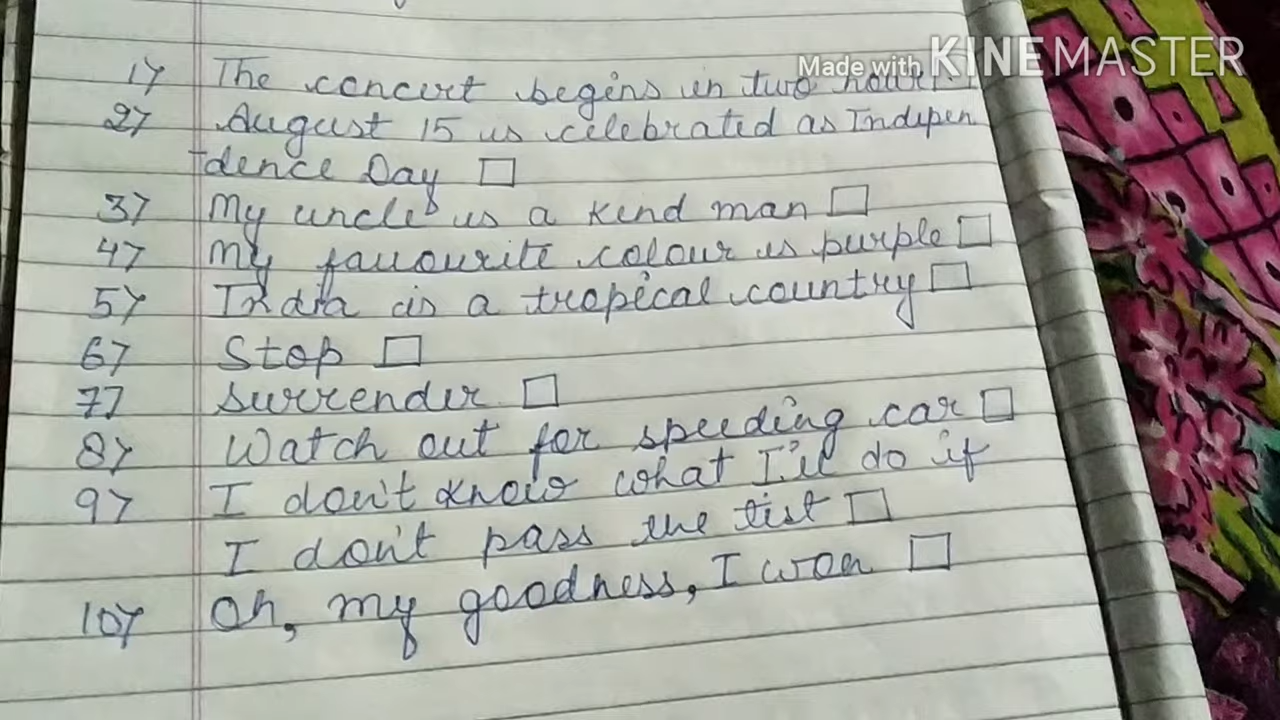 Made with KINEMASTER
1) The concert begins in two hour
2) August 15 is celebrated as Indepen
dence Day
3) My uncle is a kind man
4) My favourite colour is purple
5) India is a tropical country
6) Stop
7) Surrender
8) Watch out for speeding car
9) I don't know what I'll do if
I don't pass the test
10) Oh, my goodness, I won